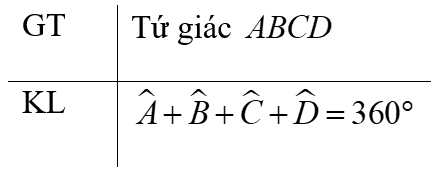 GT Tứ giác ABCD
KL Â + B̂ + Ĉ + D̂ = 360°